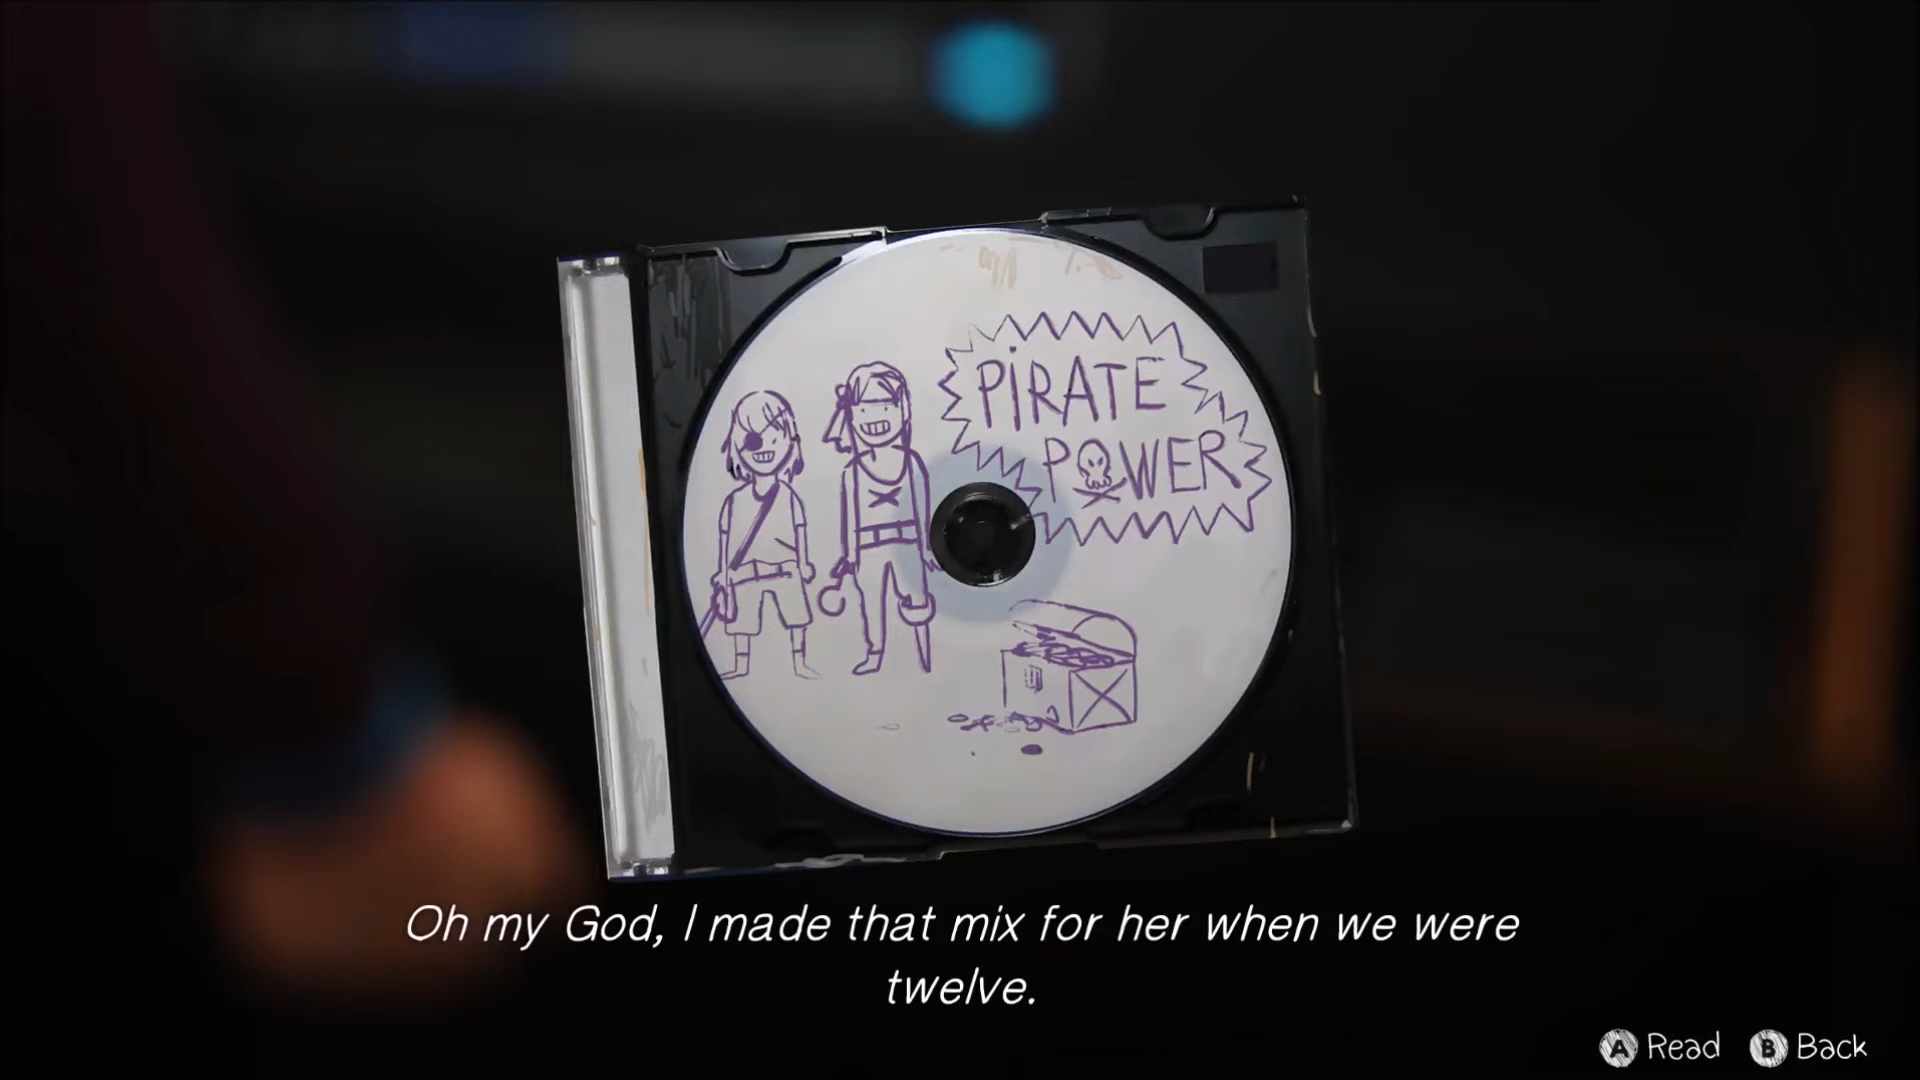 PiRATE
POWER
Oh my God, I made that mix for her when we were
twelve.
A Read B Back